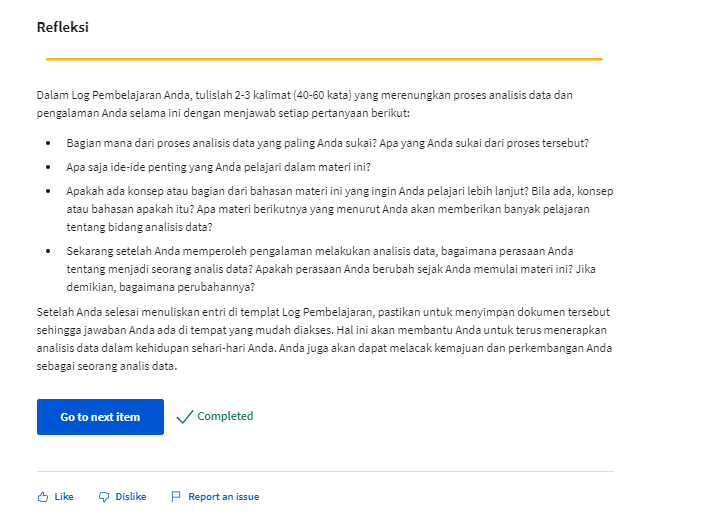 Refleksi
Dalam Log Pembelajaran Anda, tulislah 2-3 kalimat (40-60 kata) yang merenungkan proses analisis data dan
pengalaman Anda selama ini dengan menjawab setiap pertanyaan berikut:
• Bagian mana dari proses analisis data yang paling Anda sukai? Apa yang Anda sukai dari proses tersebut?
• Apa saja ide-ide penting yang Anda pelajari dalam materi ini?
• Apakah ada konsep atau bagian dari bahasan materi ini yang ingin Anda pelajari lebih lanjut? Bila ada, konsep
atau bahasan apakah itu? Apa materi berikutnya yang menurut Anda akan memberikan banyak pelajaran
tentang bidang analisis data?
• Sekarang setelah Anda memperoleh pengalaman melakukan analisis data, bagaimana perasaan Anda
tentang menjadi seorang analis data? Apakah perasaan Anda berubah sejak Anda memulai materi ini? Jika
demikian, bagaimana perubahannya?
Setelah Anda selesai menuliskan entri di templat Log Pembelajaran, pastikan untuk menyimpan dokumen tersebut
sehingga jawaban Anda ada di tempat yang mudah diakses. Hal ini akan membantu Anda untuk terus menerapkan
analisis data dalam kehidupan sehari-hari Anda. Anda juga akan dapat melacak kemajuan dan perkembangan Anda
sebagai seorang analis data.
Go to next item Completed
Like Dislike Report an issue